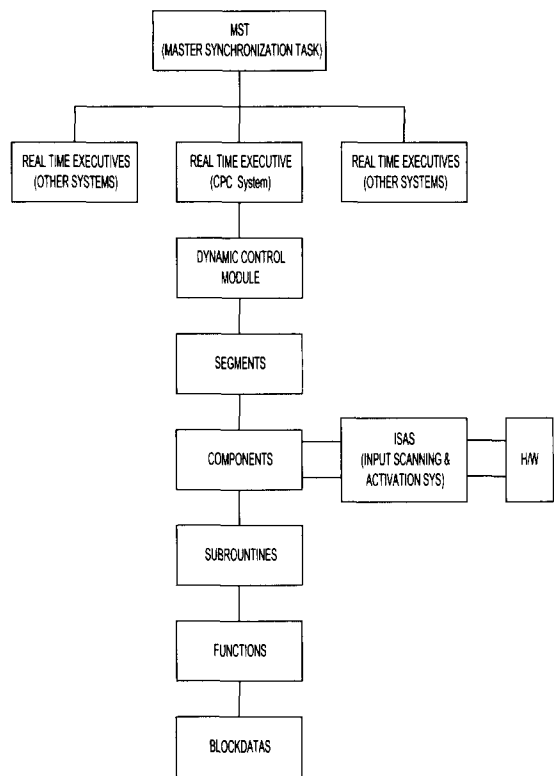 MST
(MASTER SYNCHRONIZATION TASK)
REAL TIME EXECUTIVES
(OTHER SYSTEMS)
REAL TIME EXECUTIVE
(CPC System)
REAL TIME EXECUTIVES
(OTHER SYSTEMS)
DYNAMIC CONTROL
MODULE
SEGMENTS
COMPONENTS
ISAS
(INPUT SCANNING &
ACTIVATION SYS)
H/W
SUBROUNTINES
FUNCTIONS
BLOCKDATAS